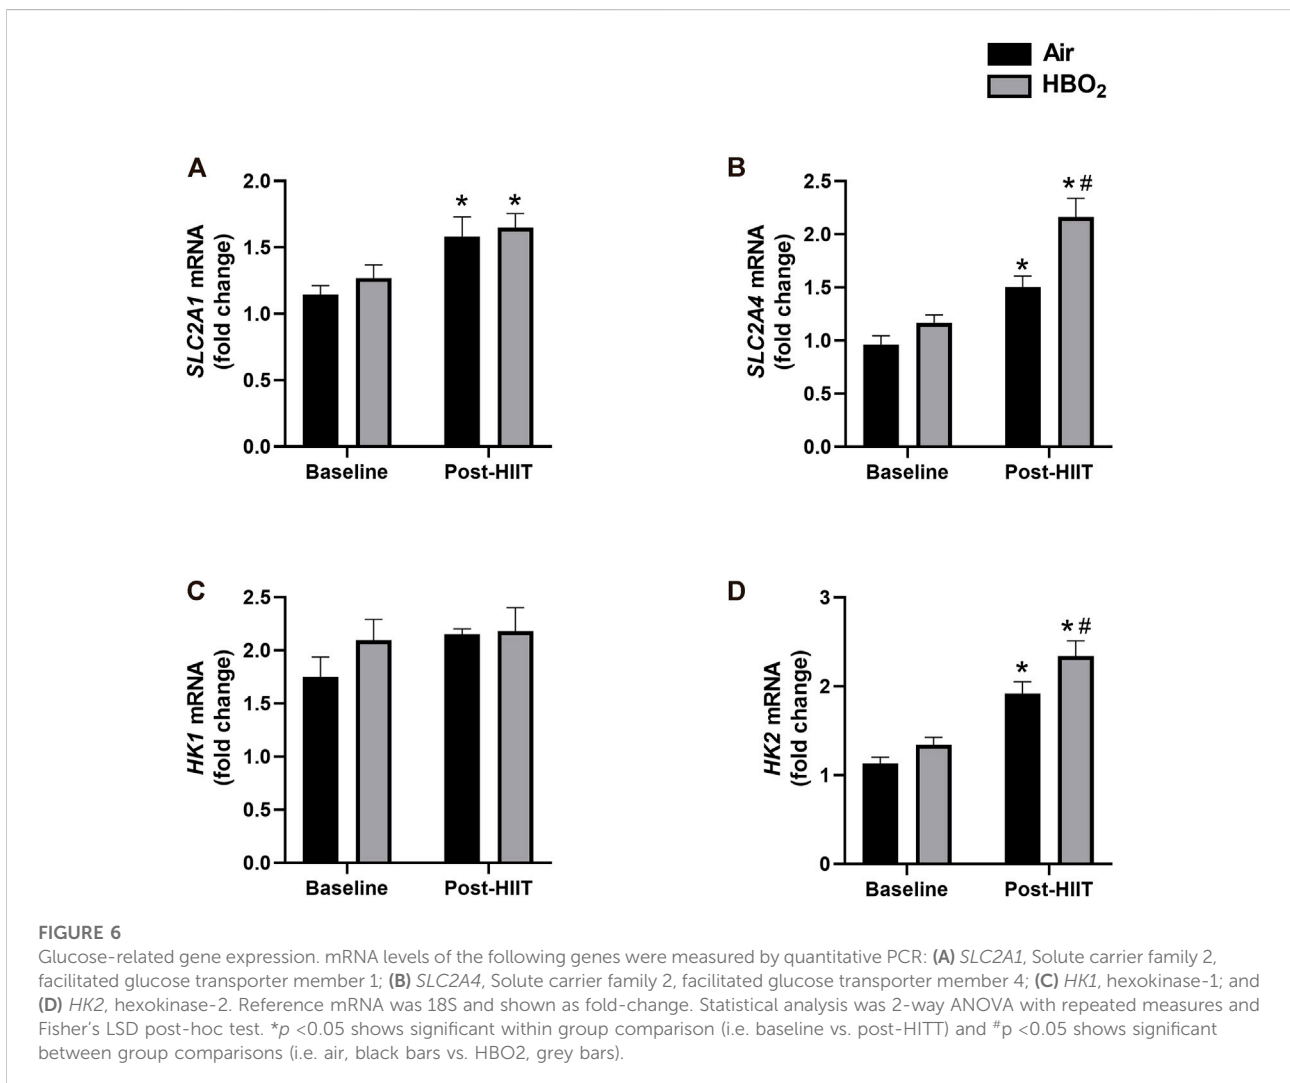 Air
HBO₂
A
2.0
1.5
1.0
0.5
0.0
SLC2A1 mRNA
(fold change)
* *
Baseline Post-HIIT
B
2.5
2.0
1.5
1.0
0.5
0.0
SLC2A4 mRNA
(fold change)
* * #
Baseline Post-HIIT
C
2.5
2.0
1.5
1.0
0.5
0.0
HK1 mRNA
(fold change)
Baseline Post-HIIT
D
3
2
1
0
HK2 mRNA
(fold change)
* * #
Baseline Post-HIIT
FIGURE 6
Glucose-related gene expression. mRNA levels of the following genes were measured by quantitative PCR: (A) SLC2A1, Solute carrier family 2,
facilitated glucose transporter member 1; (B) SLC2A4, Solute carrier family 2, facilitated glucose transporter member 4; (C) HK1, hexokinase-1; and
(D) HK2, hexokinase-2. Reference mRNA was 18S and shown as fold-change. Statistical analysis was 2-way ANOVA with repeated measures and
Fisher's LSD post-hoc test. *p <0.05 shows significant within group comparison (i.e. baseline vs. post-HITT) and #p <0.05 shows significant
between group comparisons (i.e. air, black bars vs. HBO2, grey bars).